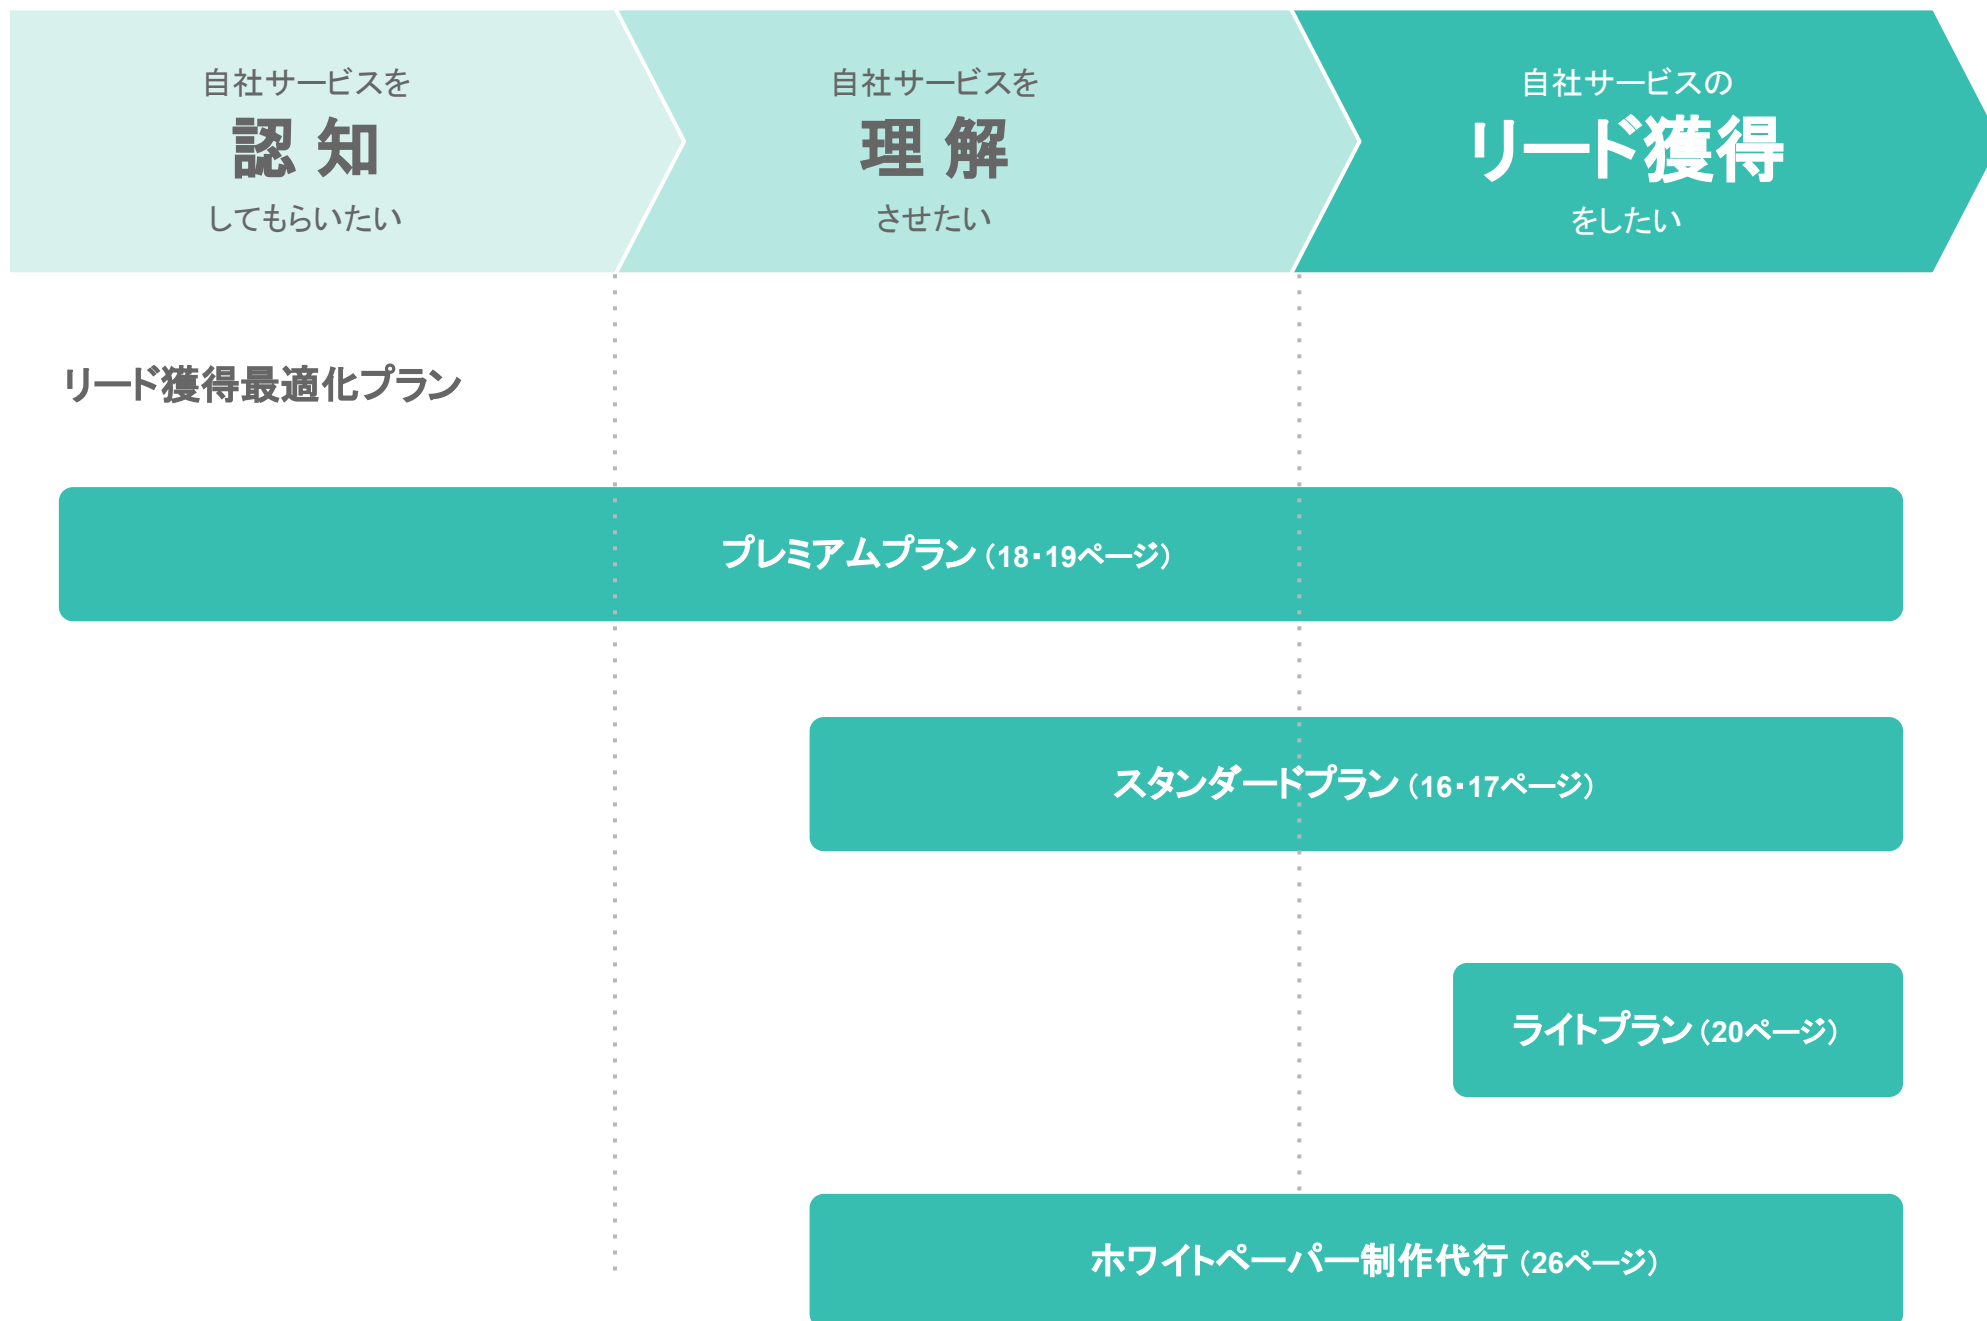 自社サービスを
認 知
してもらいたい
自社サービスを
理 解
させたい
自社サービスの
リード獲得
をしたい
リード獲得最適化プラン
プレミアムプラン（18・19ページ）
スタンダードプラン（16・17ページ）
ライトプラン（20ページ）
ホワイトペーパー制作代行（26ページ）